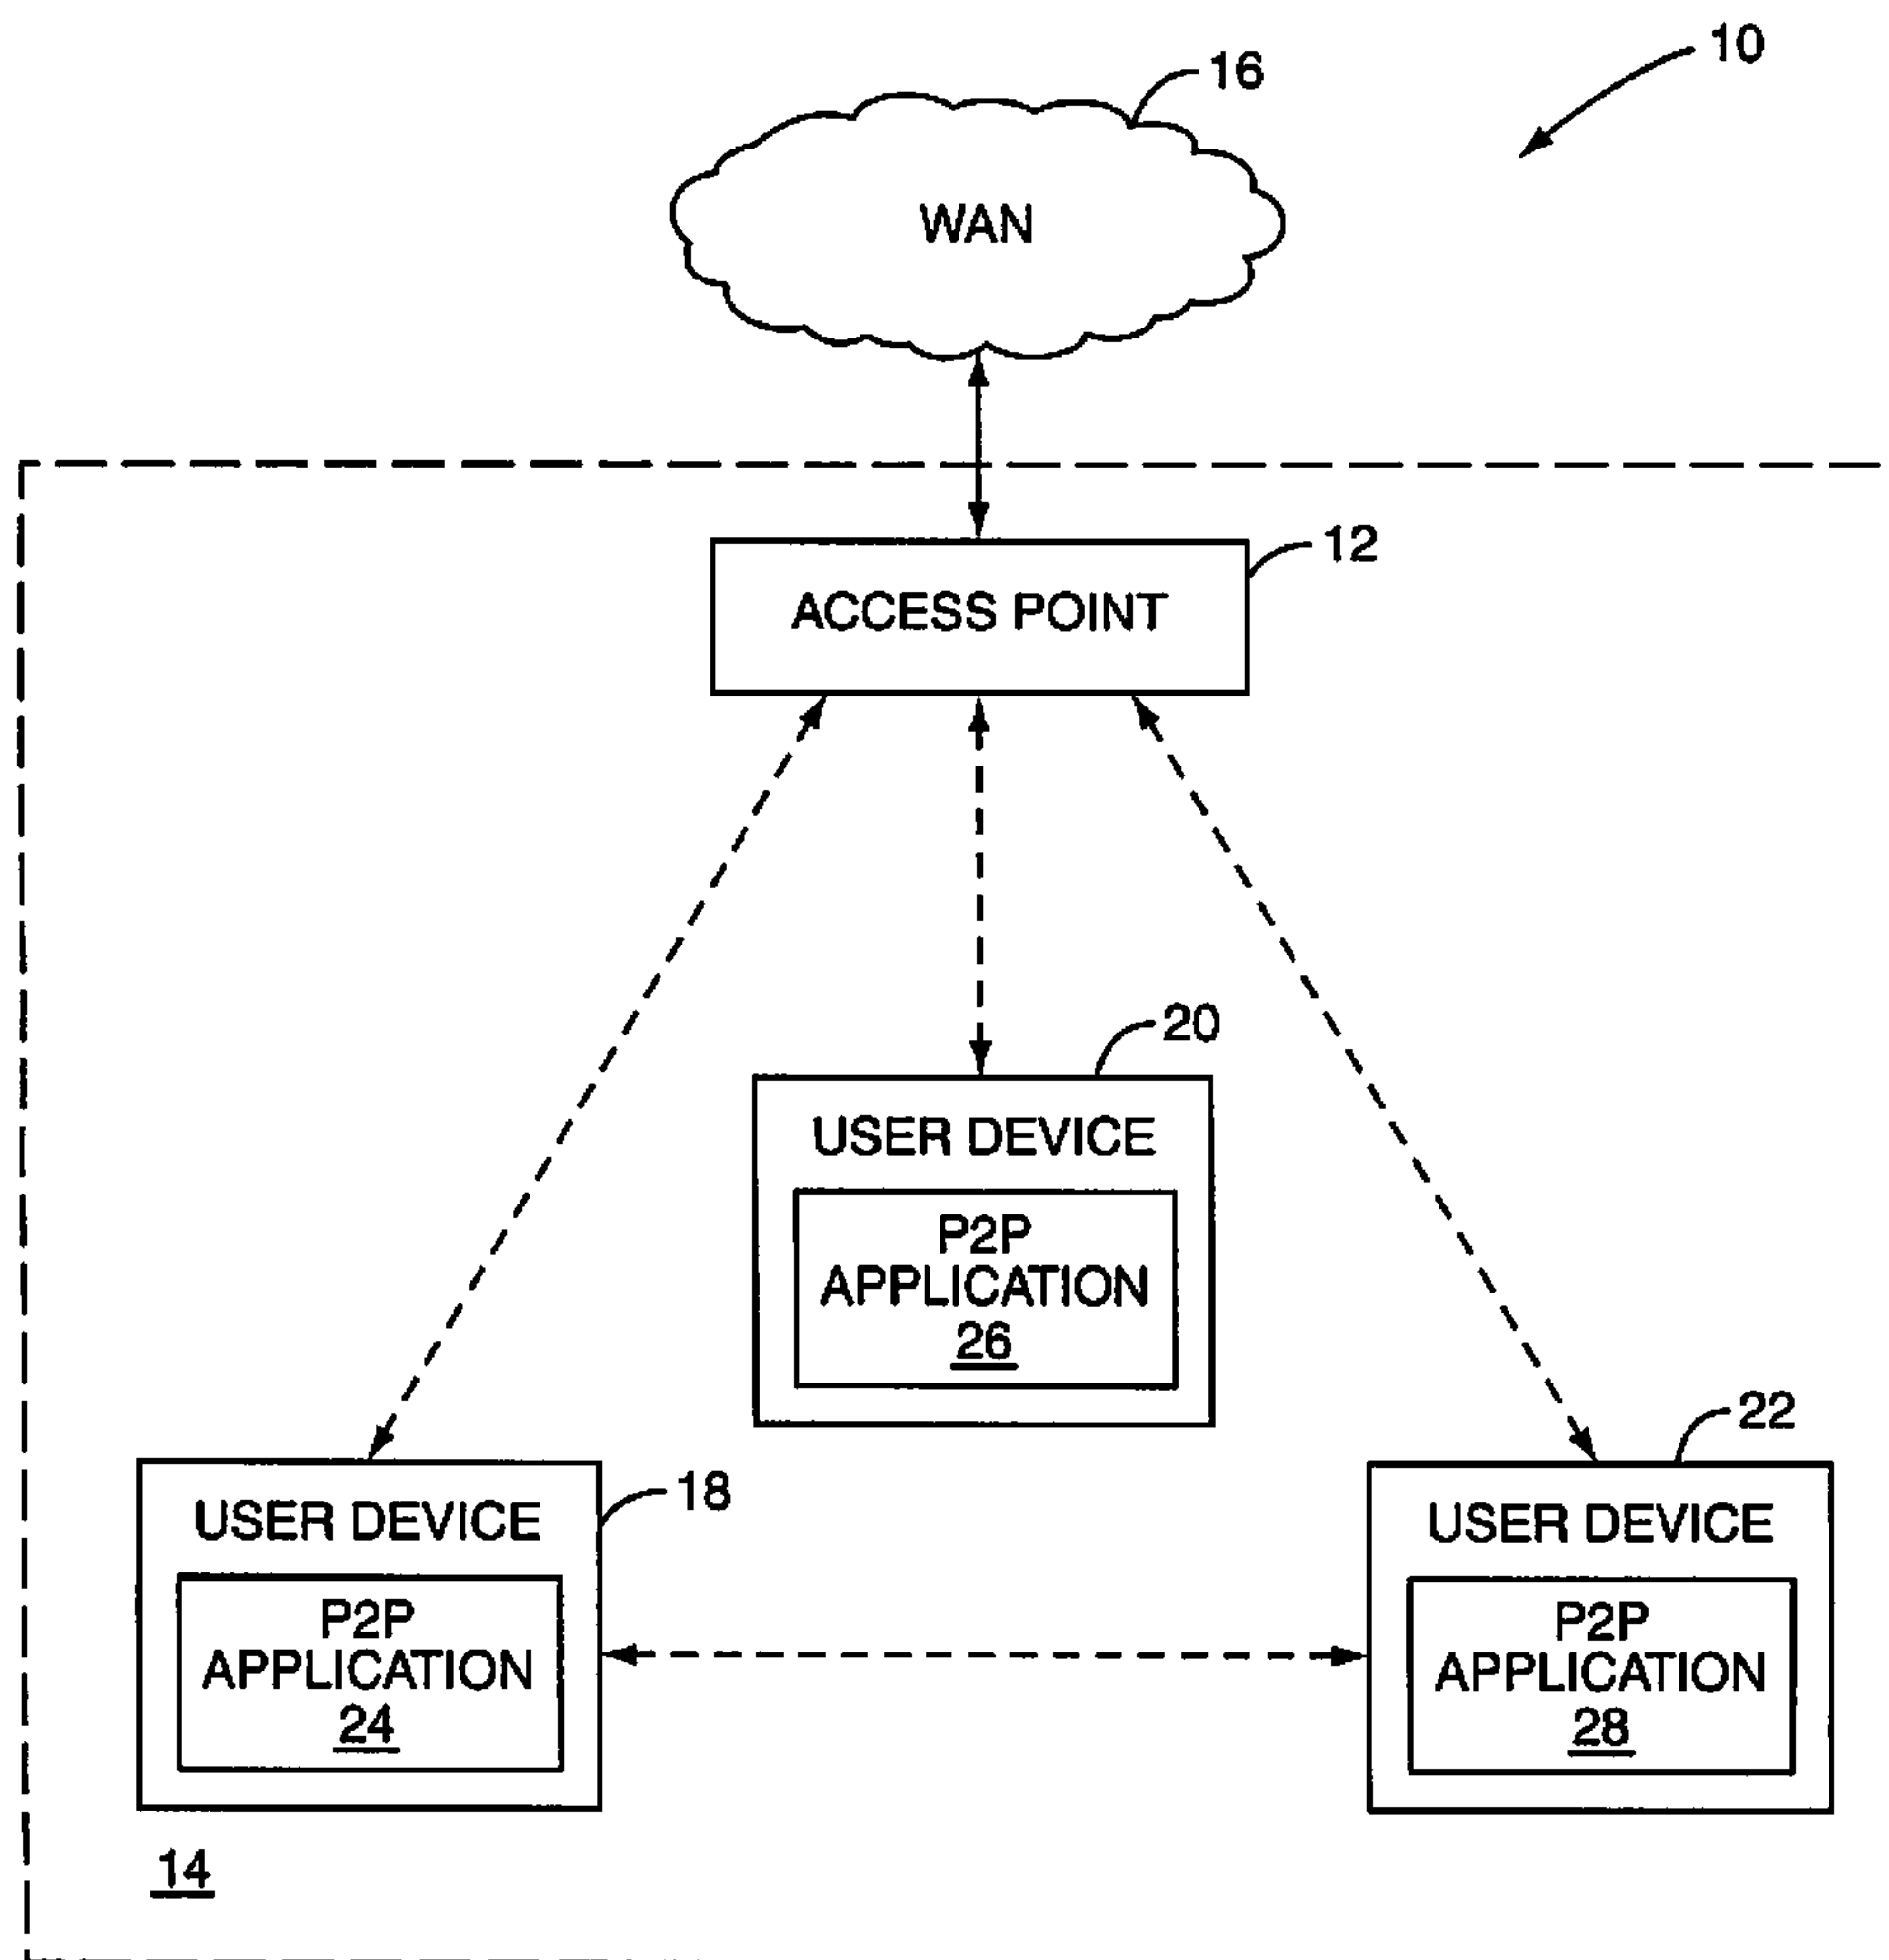 10
16
WAN
12
ACCESS POINT
20
USER DEVICE
P2P
APPLICATION
26
22
18
USER DEVICE
P2P
APPLICATION
24
USER DEVICE
P2P
APPLICATION
28
14